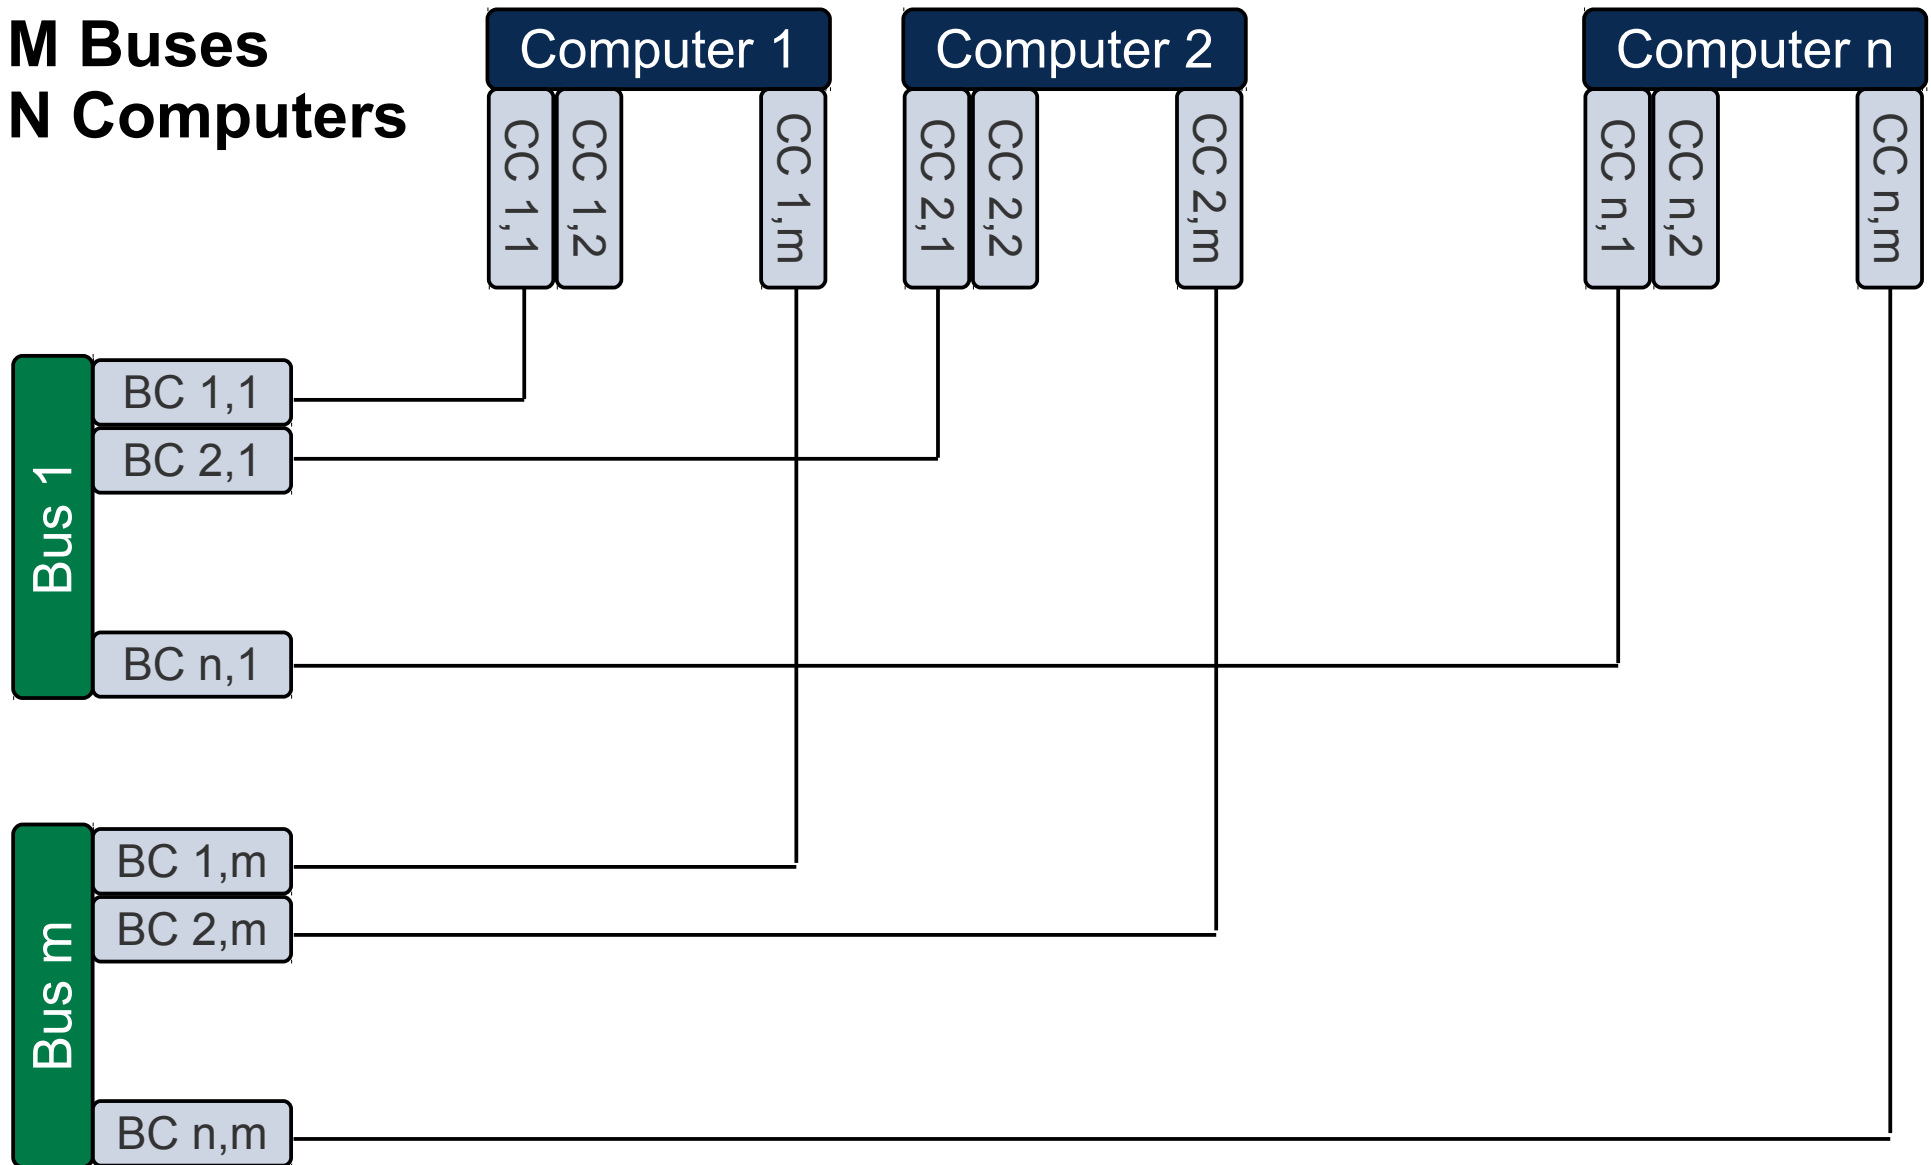 M Buses
N Computers
Computer 1
Computer 2
Computer n
CC 1,1
CC 1,2
CC 1,m
CC 2,1
CC 2,2
CC 2,m
CC n,1
CC n,2
CC n,m
Bus 1
BC 1,1
BC 2,1
BC n,1
Bus m
BC 1,m
BC 2,m
BC n,m